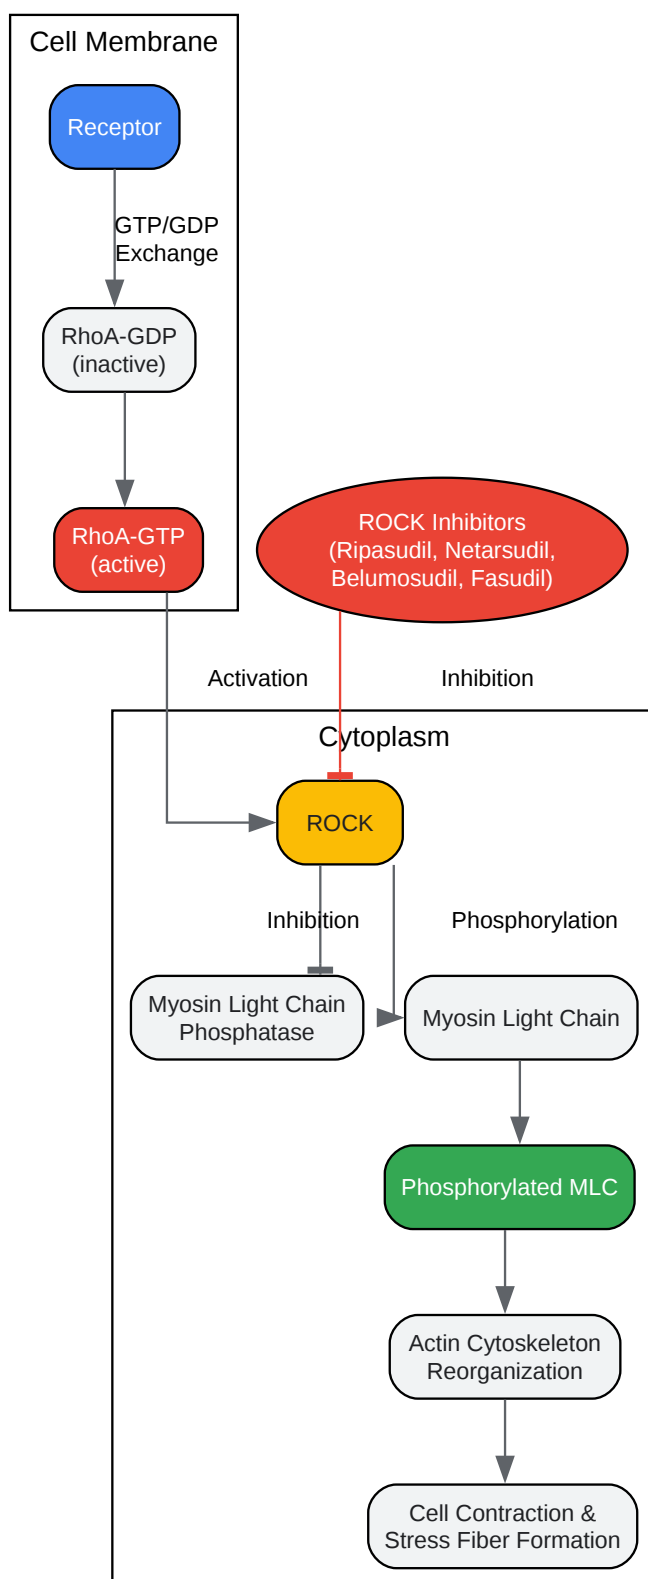 Cell Membrane
Receptor
GTP/GDP
Exchange
RhoA-GDP
(inactive)
RhoA-GTP
(active)
ROCK Inhibitors
(Ripasudil, Netarsudil,
Belumosudil, Fasudil)
Activation
Inhibition
Cytoplasm
ROCK
Inhibition
Phosphorylation
Myosin Light Chain
Phosphatase
Myosin Light Chain
Phosphorylated MLC
Actin Cytoskeleton
Reorganization
Cell Contraction &
Stress Fiber Formation